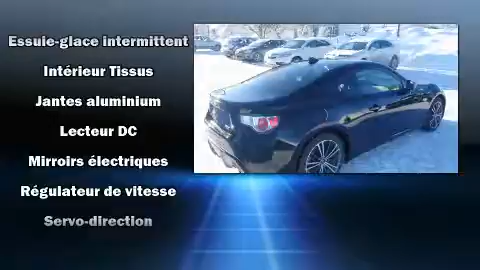 Essuie-glace intermittent
Intérieur Tissus
Jantes aluminium
Lecteur DC
Mirroirs électriques
Régulateur de vitesse
Servo-direction